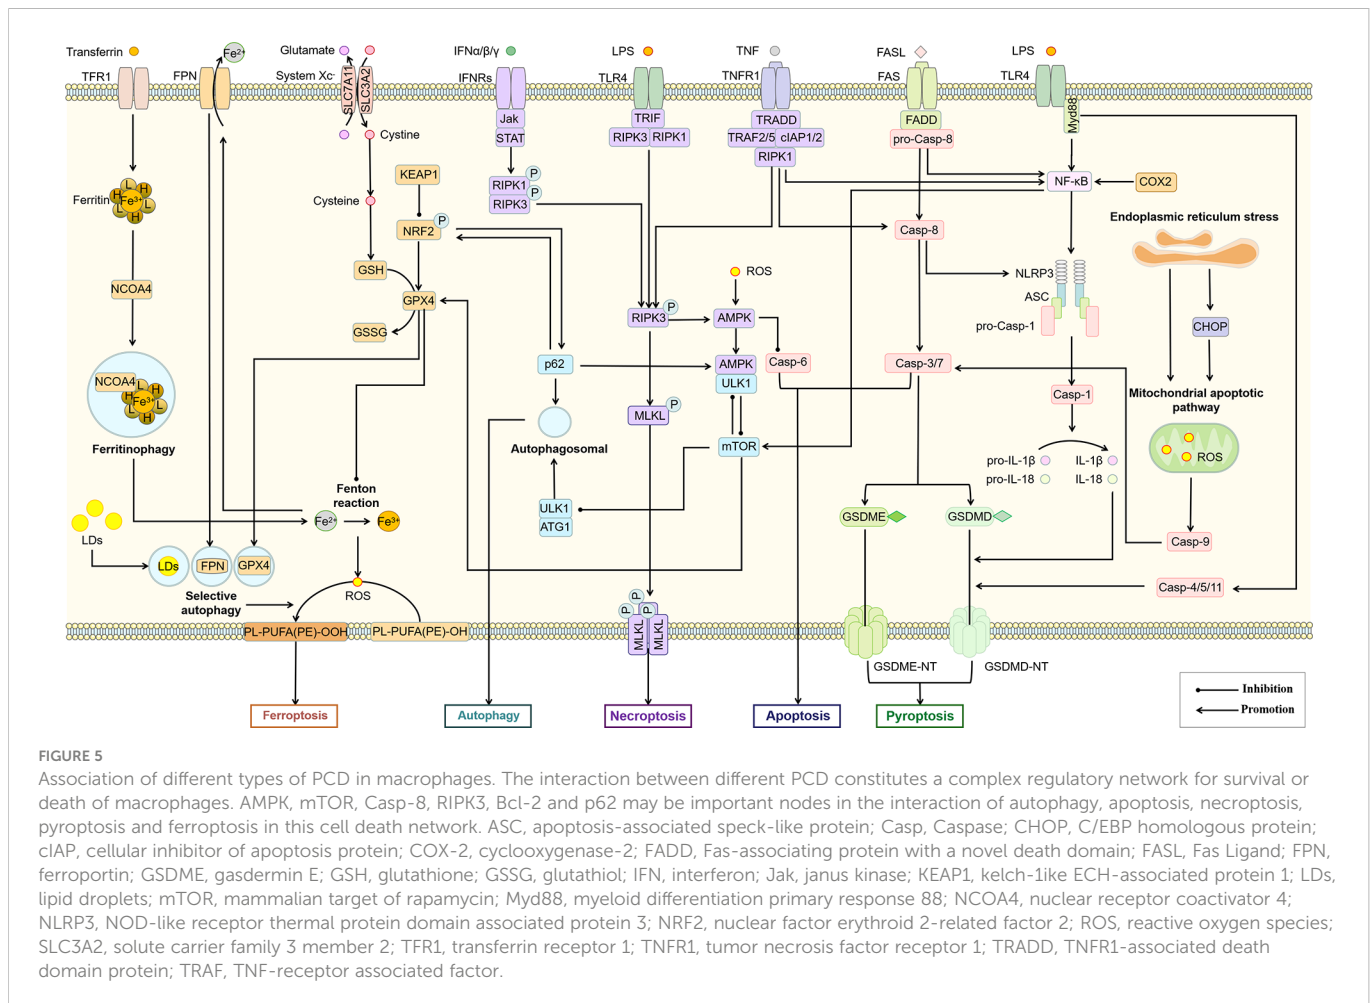 Transferrin
Fe2+
Glutamate
IFNα/β/γ
LPS
TNF
FASL
LPS
TFR1
FPN
System Xc-
SLC7A11
SLC3A2
IFNRs
TLR4
TNFR1
FAS
TLR4
Jak
STAT
TRIF
RIPK3
RIPK1
TRADD
TRAF2/5
cIAP1/2
RIPK1
FADD
pro-Casp-8
Myd88
Cystine
KEAP1
RIPK1
P
RIPK3
P
NF-κB
COX2
Ferritin
L
H
H
Fe3+
L
L
H
Cysteine
NRF2
P
Casp-8
Endoplasmic reticulum stress
GSH
ROS
NLRP3
NCOA4
GPX4
ASC
GSSG
RIPK3
P
AMPK
pro-Casp-1
CHOP
p62
AMPK
ULK1
Casp-6
Casp-3/7
NCOA4
L
H
H
Fe3+
L
L
H
MLKL
P
Casp-1
Mitochondrial apoptotic
pathway
Ferritinophagy
Autophagosomal
mTOR
pro-IL-1β
IL-1β
ROS
pro-IL-18
IL-18
Fenton
reaction
ULK1
ATG1
GSDME
GSDMD
Fe2+
Fe3+
LDs
Casp-9
LDs
FPN
GPX4
Selective
autophagy
ROS
Casp-4/5/11
P
P
P
MLKL
MLKL
PL-PUFA(PE)-OOH
PL-PUFA(PE)-OH
GSDME-NT
GSDMD-NT
Inhibition
Promotion
Ferroptosis
Autophagy
Necroptosis
Apoptosis
Pyroptosis
FIGURE 5
Association of different types of PCD in macrophages. The interaction between different PCD constitutes a complex regulatory network for survival or
death of macrophages. AMPK, mTOR, Casp-8, RIPK3, Bcl-2 and p62 may be important nodes in the interaction of autophagy, apoptosis, necroptosis,
pyroptosis and ferroptosis in this cell death network. ASC, apoptosis-associated speck-like protein; Casp, Caspase; CHOP, C/EBP homologous protein;
cIAP, cellular inhibitor of apoptosis protein; COX-2, cyclooxygenase-2; FADD, Fas-associating protein with a novel death domain; FASL, Fas Ligand; FPN,
ferroportin; GSDME, gasdermin E; GSH, glutathione; GSSG, glutathiol; IFN, interferon; Jak, janus kinase; KEAP1, kelch-1ike ECH-associated protein 1; LDs,
lipid droplets; mTOR, mammalian target of rapamycin; Myd88, myeloid differentiation primary response 88; NCOA4, nuclear receptor coactivator 4;
NLRP3, NOD-like receptor thermal protein domain associated protein 3; NRF2, nuclear factor erythroid 2-related factor 2; ROS, reactive oxygen species;
SLC3A2, solute carrier family 3 member 2; TFR1, transferrin receptor 1; TNFR1, tumor necrosis factor receptor 1; TRADD, TNFR1-associated death
domain protein; TRAF, TNF-receptor associated factor.